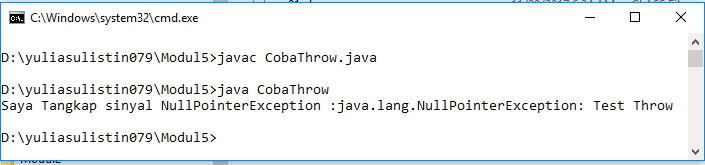 C:\Windows\system32\cmd.exe
D:\yuliasulistin079\Modul5>javac CobaThrow.java
D:\yuliasulistin079\Modul5>java CobaThrow
Saya Tangkap sinyal NullPointerException :java.lang.NullPointerException: Test Throw
D:\yuliasulistin079\Modul5>